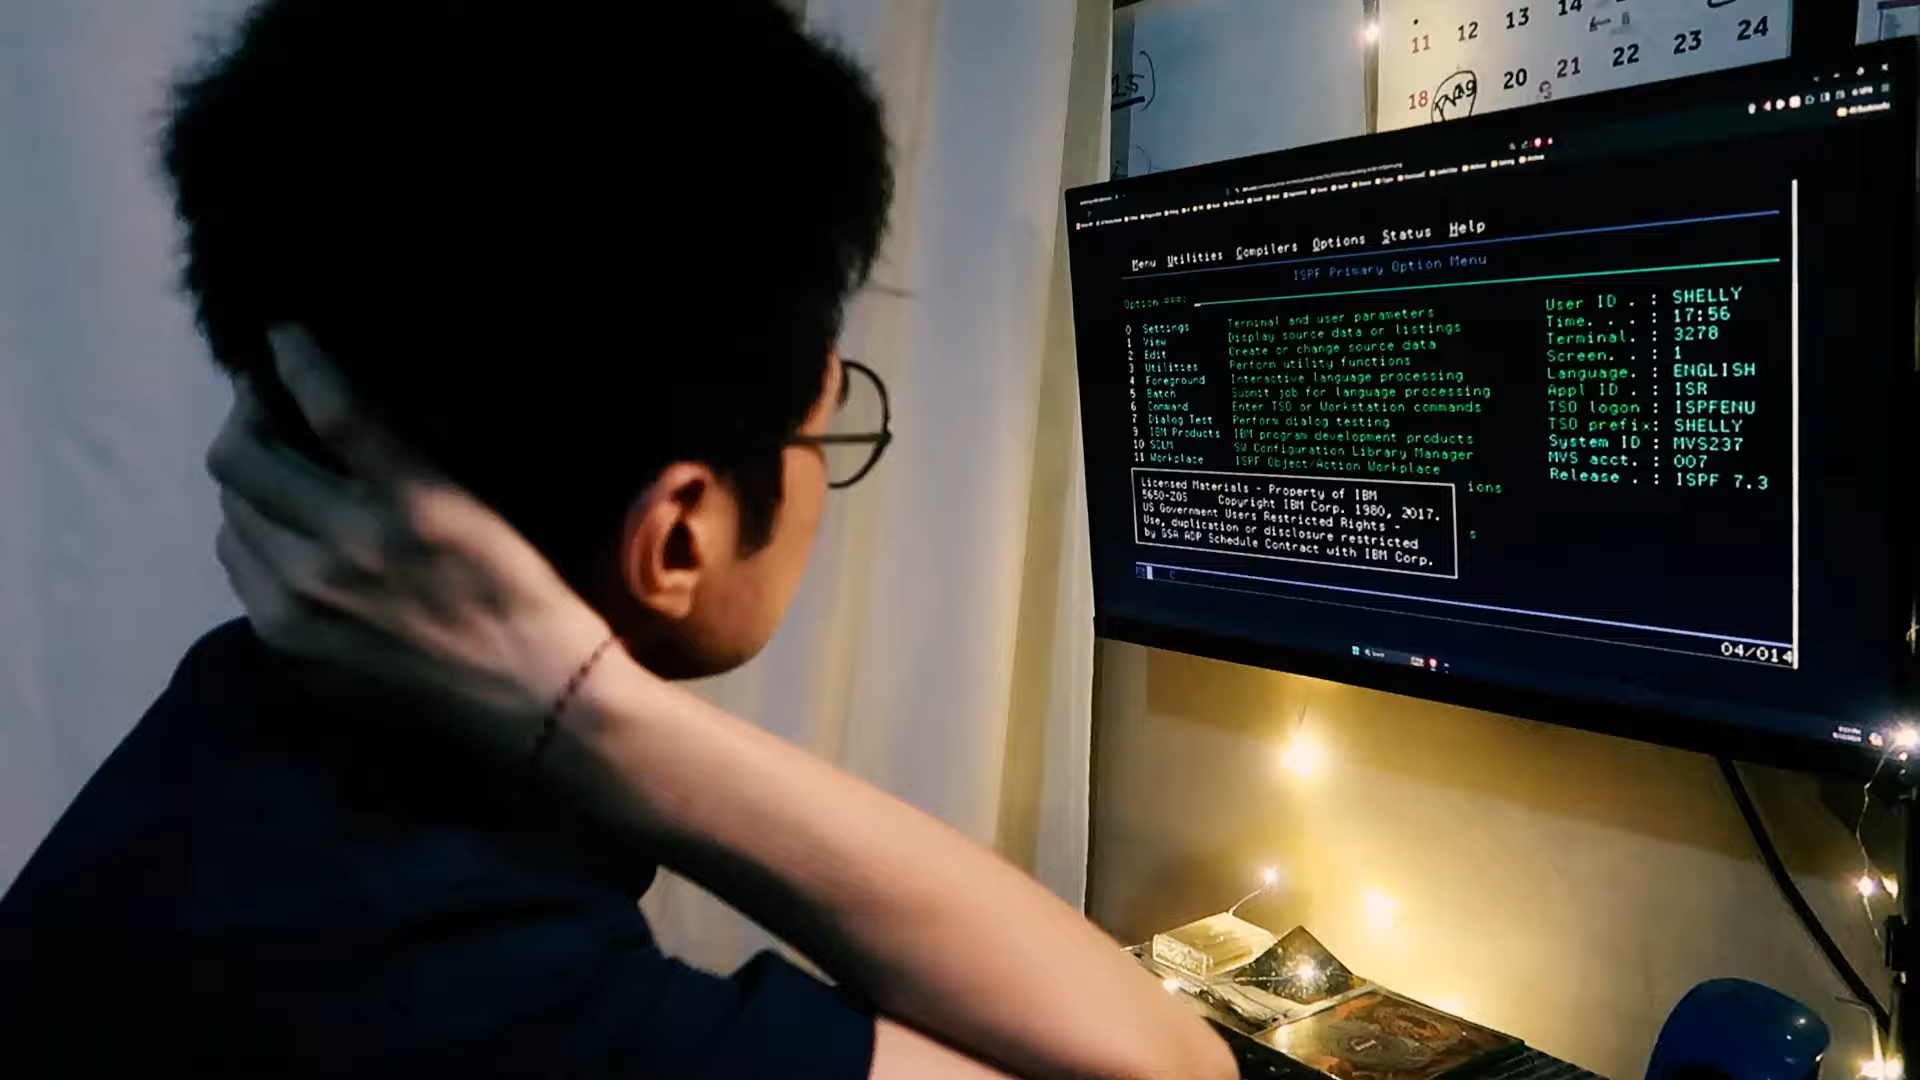 11 12 13 14
18 19 20 21 22 23 24
15
Menu Utilities Compilers Options Status Help
ISPF Primary Option Menu
Option ===>
0 Settings Terminal and user parameters
1 View Display source data or listings
2 Edit Create or change source data
3 Utilities Perform utility functions
4 Foreground Interactive language processing
5 Batch Submit job for language processing
6 Command Enter TSO or Workstation commands
7 Dialog Test Perform dialog testing
9 IBM Products IBM program development products
10 SCLM SW Configuration Library Manager
11 Workplace ISPF Object/Action Workplace
ions
s
User ID . : SHELLY
Time. . . : 17:56
Terminal. : 3278
Screen. . : 1
Language. : ENGLISH
Appl ID . : ISR
TSO logon : ISPFENU
TSO prefix: SHELLY
System ID : MVS237
MVS acct. : 007
Release . : ISPF 7.3
Licensed Materials - Property of IBM
5650-ZOS Copyright IBM Corp. 1980, 2017.
US Government Users Restricted Rights -
Use, duplication or disclosure restricted
by GSA ADP Schedule Contract with IBM Corp.
04/014